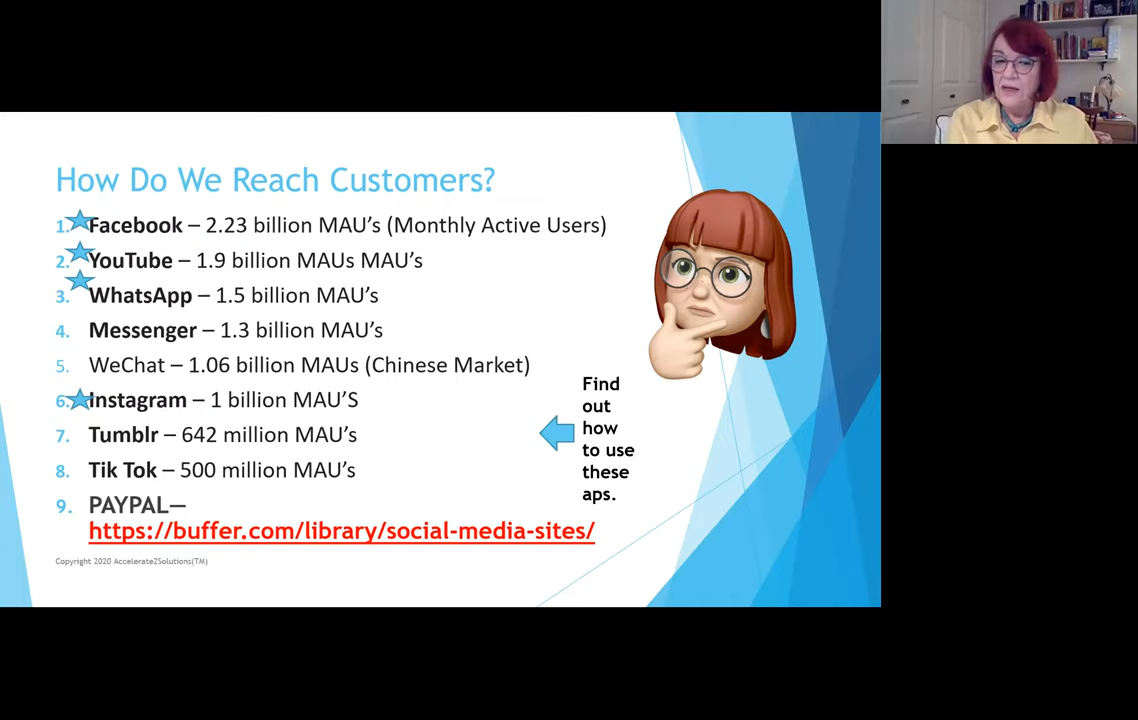 How Do We Reach Customers?
1. Facebook – 2.23 billion MAU's (Monthly Active Users)
2. YouTube – 1.9 billion MAUs MAU's
3. WhatsApp – 1.5 billion MAU's
4. Messenger – 1.3 billion MAU's
5. WeChat – 1.06 billion MAUs (Chinese Market)
6. Instagram – 1 billion MAU'S
7. Tumblr – 642 million MAU's
8. Tik Tok – 500 million MAU's
9. PAYPAL—
https://buffer.com/library/social-media-sites/
Find
out
how
to use
these
aps.
Copyright 2020 Accelerate2Solutions(TM)